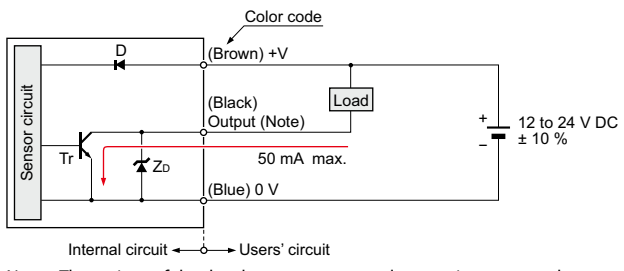 Color code
D
(Brown) +V
Sensor circuit
(Black)
Output (Note)
Load
+
−
12 to 24 V DC
± 10 %
Tr
ZD
50 mA max.
(Blue) 0 V
Internal circuit
Users' circuit